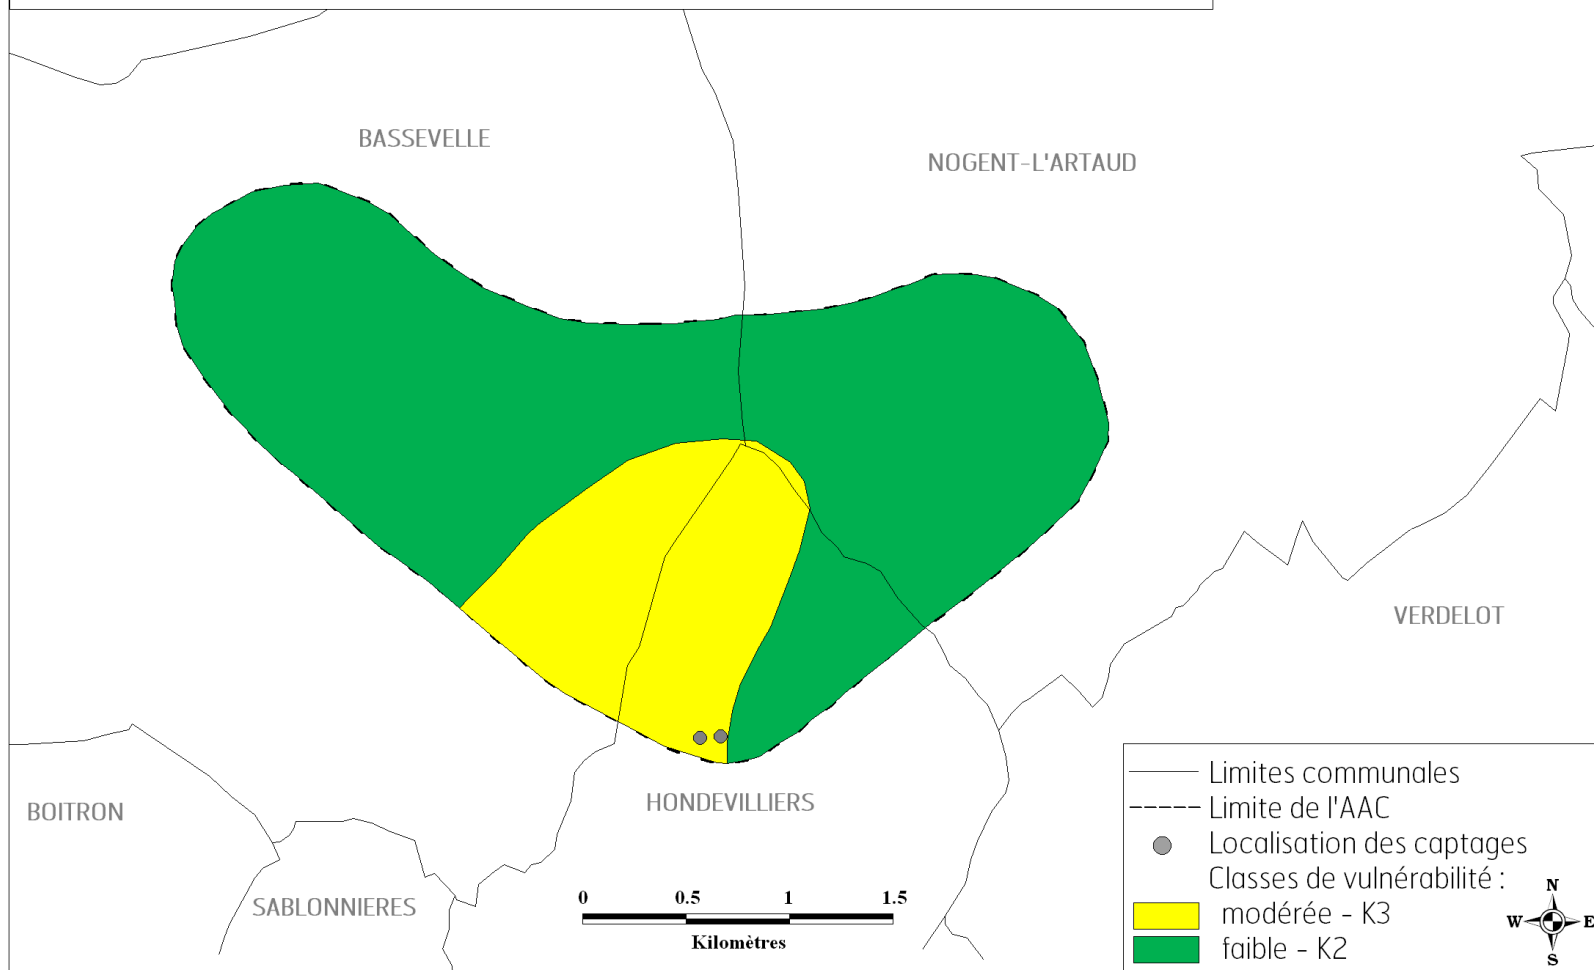 BASSEVELLE
NOGENT-L'ARTAUD
VERDELOT
BOITRON
HONDEVILLIERS
SABLONNIERES
0 0.5 1 1.5
Kilomètres
Limites communales
Limite de l'AAC
Localisation des captages
Classes de vulnérabilité :
modérée - K3
faible - K2
N
W E
S